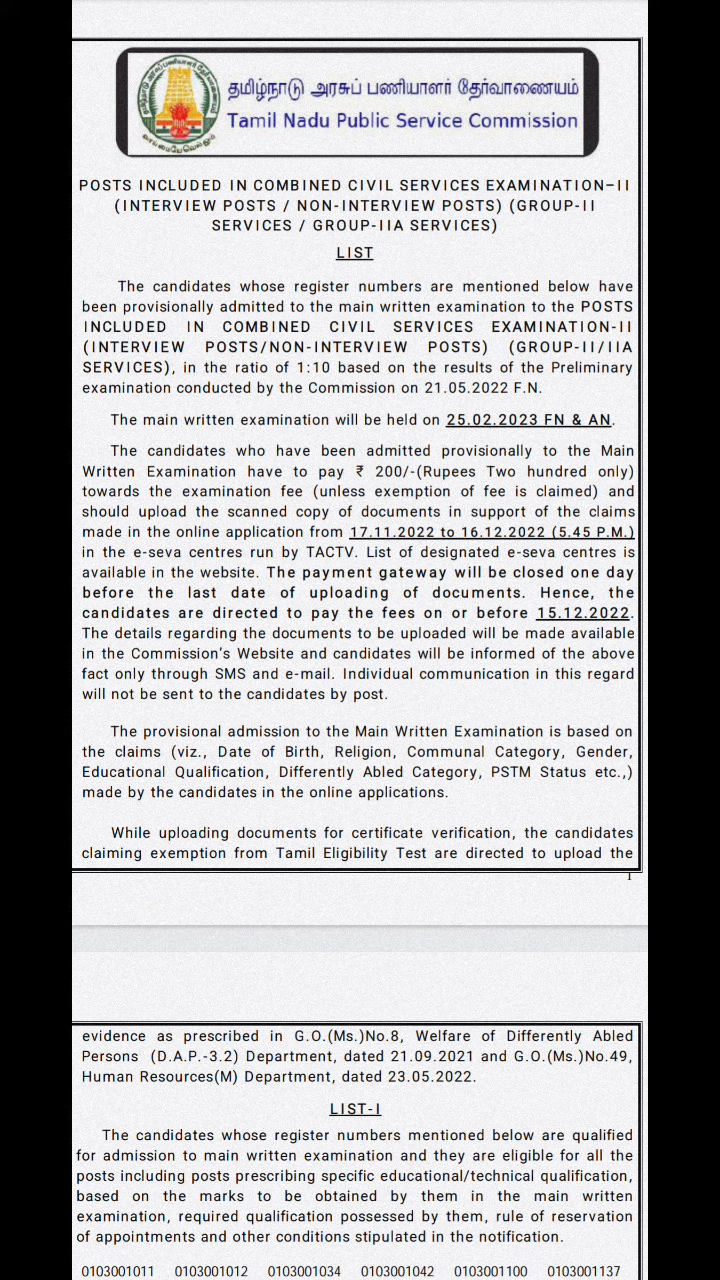 தமிழ்நாடு அரசுப் பணியாளர் தேர்வாணையம்
Tamil Nadu Public Service Commission
தமிழ்நாடு அரசுப் பணியாளர் தேர்வாணையம்
வாய்மையே வெல்லும்
POSTS INCLUDED IN COMBINED CIVIL SERVICES EXAMINATION–II
(INTERVIEW POSTS / NON-INTERVIEW POSTS) (GROUP-II
SERVICES / GROUP-IIA SERVICES)
LIST
The candidates whose register numbers are mentioned below have
been provisionally admitted to the main written examination to the POSTS
INCLUDED IN COMBINED CIVIL SERVICES EXAMINATION-II
(INTERVIEW POSTS/NON-INTERVIEW POSTS) (GROUP-II/IIA
SERVICES), in the ratio of 1:10 based on the results of the Preliminary
examination conducted by the Commission on 21.05.2022 F.N.
The main written examination will be held on 25.02.2023 FN & AN.
The candidates who have been admitted provisionally to the Main
Written Examination have to pay ₹ 200/-(Rupees Two hundred only)
towards the examination fee (unless exemption of fee is claimed) and
should upload the scanned copy of documents in support of the claims
made in the online application from 17.11.2022 to 16.12.2022 (5.45 P.M.)
in the e-seva centres run by TACTV. List of designated e-seva centres is
available in the website. The payment gateway will be closed one day
before the last date of uploading of documents. Hence, the
candidates are directed to pay the fees on or before 15.12.2022.
The details regarding the documents to be uploaded will be made available
in the Commission's Website and candidates will be informed of the above
fact only through SMS and e-mail. Individual communication in this regard
will not be sent to the candidates by post.
The provisional admission to the Main Written Examination is based on
the claims (viz., Date of Birth, Religion, Communal Category, Gender,
Educational Qualification, Differently Abled Category, PSTM Status etc.,)
made by the candidates in the online applications.
While uploading documents for certificate verification, the candidates
claiming exemption from Tamil Eligibility Test are directed to upload the
1
evidence as prescribed in G.O.(Ms.)No.8, Welfare of Differently Abled
Persons (D.A.P.-3.2) Department, dated 21.09.2021 and G.O.(Ms.)No.49,
Human Resources(M) Department, dated 23.05.2022.
LIST-I
The candidates whose register numbers mentioned below are qualified
for admission to main written examination and they are eligible for all the
posts including posts prescribing specific educational/technical qualification,
based on the marks to be obtained by them in the main written
examination, required qualification possessed by them, rule of reservation
of appointments and other conditions stipulated in the notification.
0103001011 0103001012 0103001034 0103001042 0103001100 0103001137